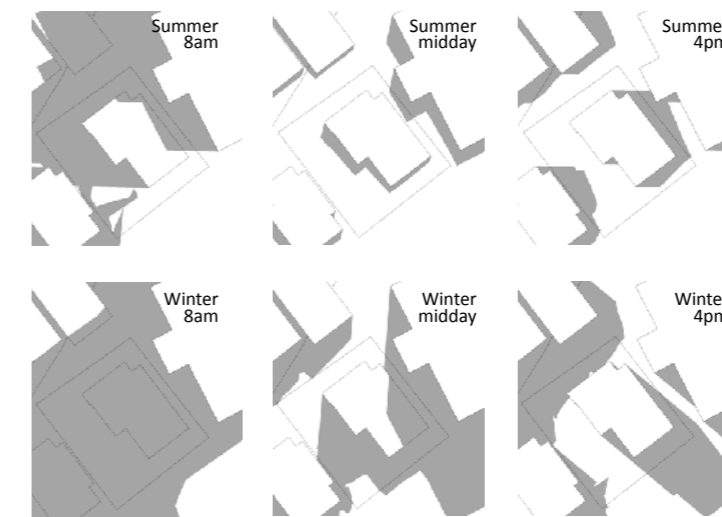 Summer
8am
Summer
midday
Summe
4pm
Winter
8am
Winter
midday
Winte
4pm